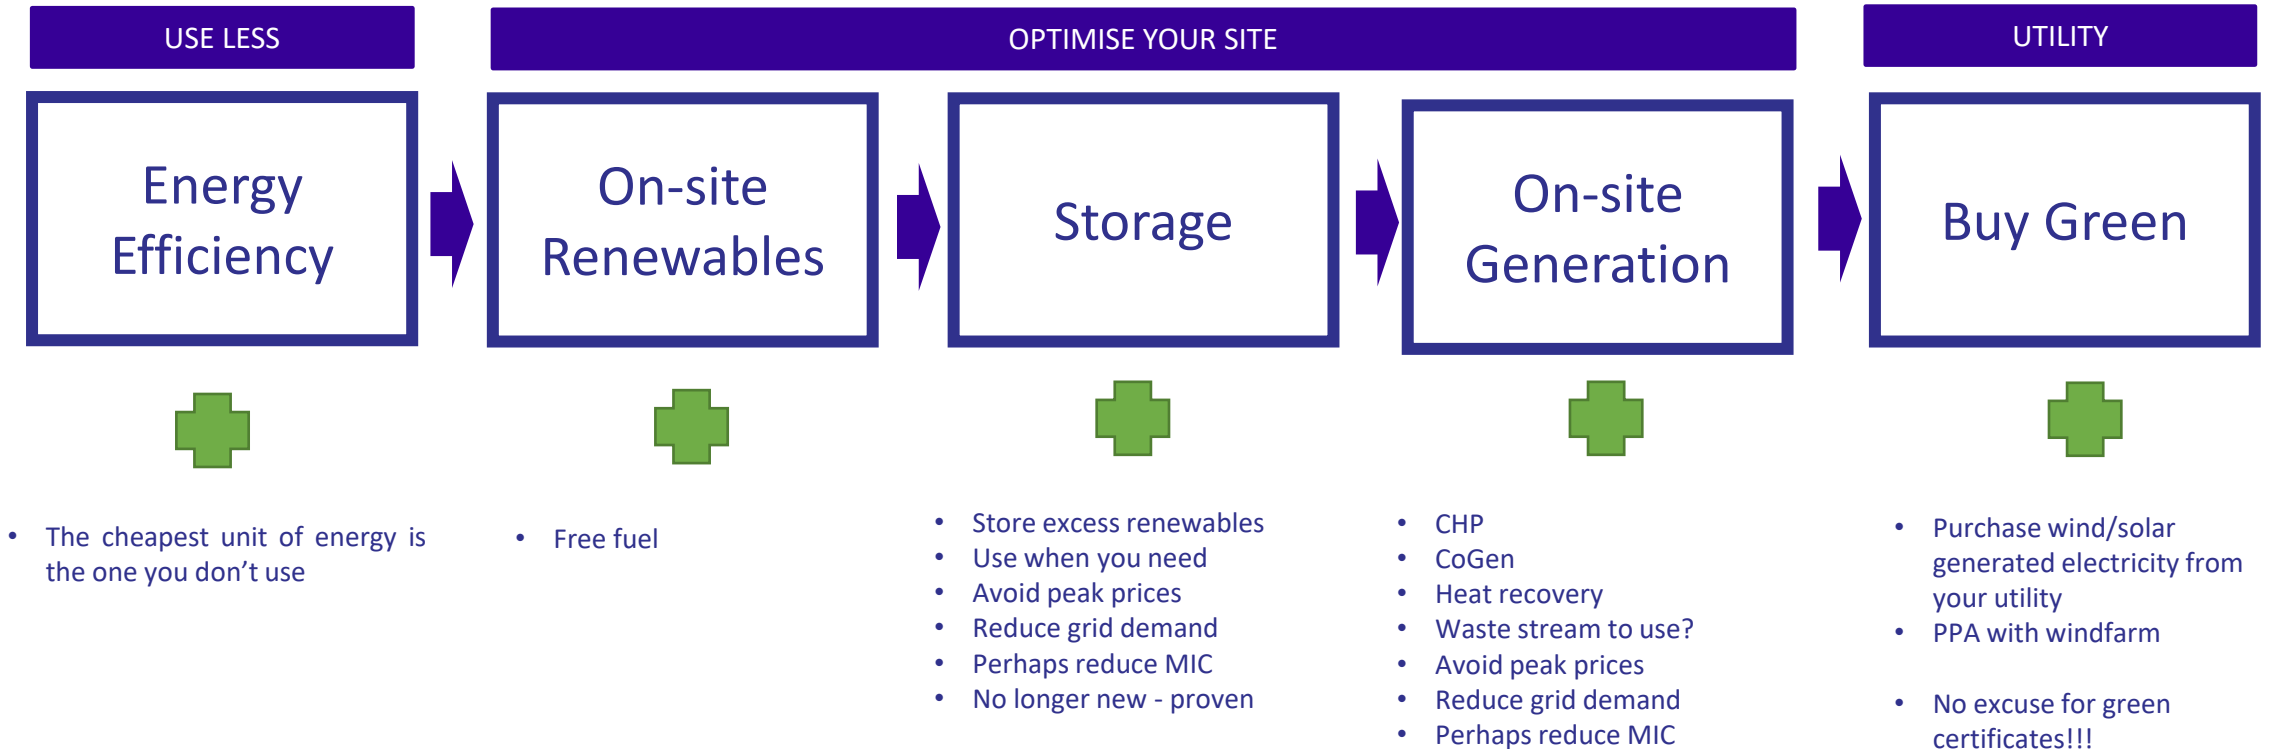 USE LESS
OPTIMISE YOUR SITE
UTILITY
Energy
Efficiency
On-site
Renewables
Storage
On-site
Generation
Buy Green
• The cheapest unit of energy is
the one you don’t use
• Free fuel
• Store excess renewables
• Use when you need
• Avoid peak prices
• Reduce grid demand
• Perhaps reduce MIC
• No longer new - proven
• CHP
• CoGen
• Heat recovery
• Waste stream to use?
• Avoid peak prices
• Reduce grid demand
• Perhaps reduce MIC
• Purchase wind/solar
generated electricity from
your utility
• PPA with windfarm
• No excuse for green
certificates!!!